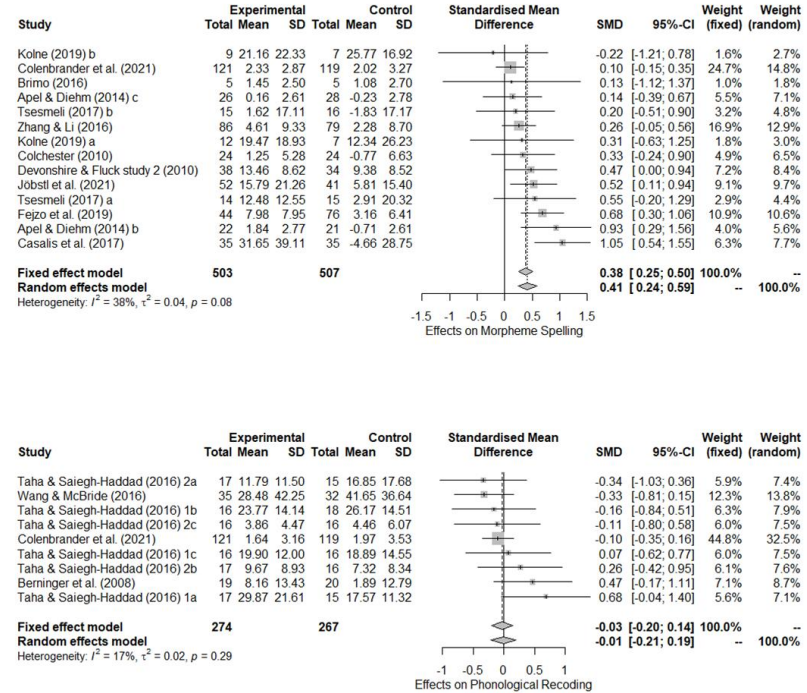 Experimental Control Standardised Mean Weight Weight
Study Total Mean SD Total Mean SD Difference SMD 95%-CI (fixed) (random)
Kolne (2019) b 9 21.16 22.33 7 25.77 16.92 -0.22 [-1.21; 0.78] 1.6% 2.7%
Colenbrander et al. (2021) 121 2.33 2.87 119 2.02 3.27 0.10 [-0.15; 0.35] 24.7% 14.8%
Brimo (2016) 5 1.45 2.50 5 1.08 2.70 0.13 [-1.12; 1.37] 1.0% 1.8%
Apel & Diehm (2014) c 26 0.16 2.61 28 -0.23 2.78 0.14 [-0.39; 0.67] 5.5% 7.1%
Tsesmeli (2017) b 15 1.62 17.11 16 -1.83 17.17 0.20 [-0.51; 0.90] 3.2% 4.8%
Zhang & Li (2016) 86 4.61 9.33 79 2.28 8.70 0.26 [-0.05; 0.56] 16.9% 12.9%
Kolne (2019) a 12 19.47 18.93 7 12.34 26.23 0.31 [-0.63; 1.25] 1.8% 3.0%
Colchester (2010) 24 1.25 5.28 24 -0.77 6.63 0.33 [-0.24; 0.90] 4.9% 6.5%
Devonshire & Fluck study 2 (2010) 38 13.46 8.62 34 9.38 8.52 0.47 [ 0.00; 0.94] 7.2% 8.4%
Jöbstl et al. (2021) 52 15.79 21.26 41 5.81 15.40 0.52 [ 0.11; 0.94] 9.1% 9.7%
Tsesmeli (2017) a 14 12.48 12.55 15 2.91 20.32 0.55 [-0.20; 1.29] 2.9% 4.4%
Fejzo et al. (2019) 44 7.98 7.95 76 3.16 6.41 0.68 [ 0.30; 1.06] 10.9% 10.6%
Apel & Diehm (2014) b 22 1.84 2.77 21 -0.71 2.61 0.93 [ 0.29; 1.56] 4.0% 5.6%
Casalis et al. (2017) 35 31.65 39.11 35 -4.66 28.75 1.05 [ 0.54; 1.55] 6.3% 7.7%
Fixed effect model 503 507 0.38 [ 0.25; 0.50] 100.0% --
Random effects model 0.41 [ 0.24; 0.59] -- 100.0%
Heterogeneity: I² = 38%, τ² = 0.04, p = 0.08
-1.5 -1 -0.5 0 0.5 1 1.5
Effects on Morpheme Spelling
Experimental Control Standardised Mean Weight Weight
Study Total Mean SD Total Mean SD Difference SMD 95%-CI (fixed) (random)
Taha & Saiegh-Haddad (2016) 2a 17 11.79 11.50 15 16.85 17.68 -0.34 [-1.03; 0.36] 5.9% 7.4%
Wang & McBride (2016) 35 28.48 42.25 32 41.65 36.64 -0.33 [-0.81; 0.15] 12.3% 13.8%
Taha & Saiegh-Haddad (2016) 1b 16 23.77 14.14 18 26.17 14.51 -0.16 [-0.84; 0.51] 6.3% 7.9%
Taha & Saiegh-Haddad (2016) 2c 16 3.86 4.47 16 4.46 6.07 -0.11 [-0.80; 0.58] 6.0% 7.5%
Colenbrander et al. (2021) 121 1.64 3.16 119 1.97 3.53 -0.10 [-0.35; 0.16] 44.8% 32.5%
Taha & Saiegh-Haddad (2016) 1c 16 19.90 12.00 16 18.89 14.55 0.07 [-0.62; 0.77] 6.0% 7.5%
Taha & Saiegh-Haddad (2016) 2b 17 9.67 8.93 16 7.32 8.34 0.26 [-0.42; 0.95] 6.1% 7.6%
Berninger et al. (2008) 19 8.16 13.43 20 1.89 12.79 0.47 [-0.17; 1.11] 7.1% 8.7%
Taha & Saiegh-Haddad (2016) 1a 17 29.87 21.61 15 17.57 11.32 0.68 [-0.04; 1.40] 5.6% 7.1%
Fixed effect model 274 267 -0.03 [-0.20; 0.14] 100.0% --
Random effects model -0.01 [-0.21; 0.19] -- 100.0%
Heterogeneity: I² = 17%, τ² = 0.02, p = 0.29
-1 -0.5 0 0.5 1
Effects on Phonological Recoding